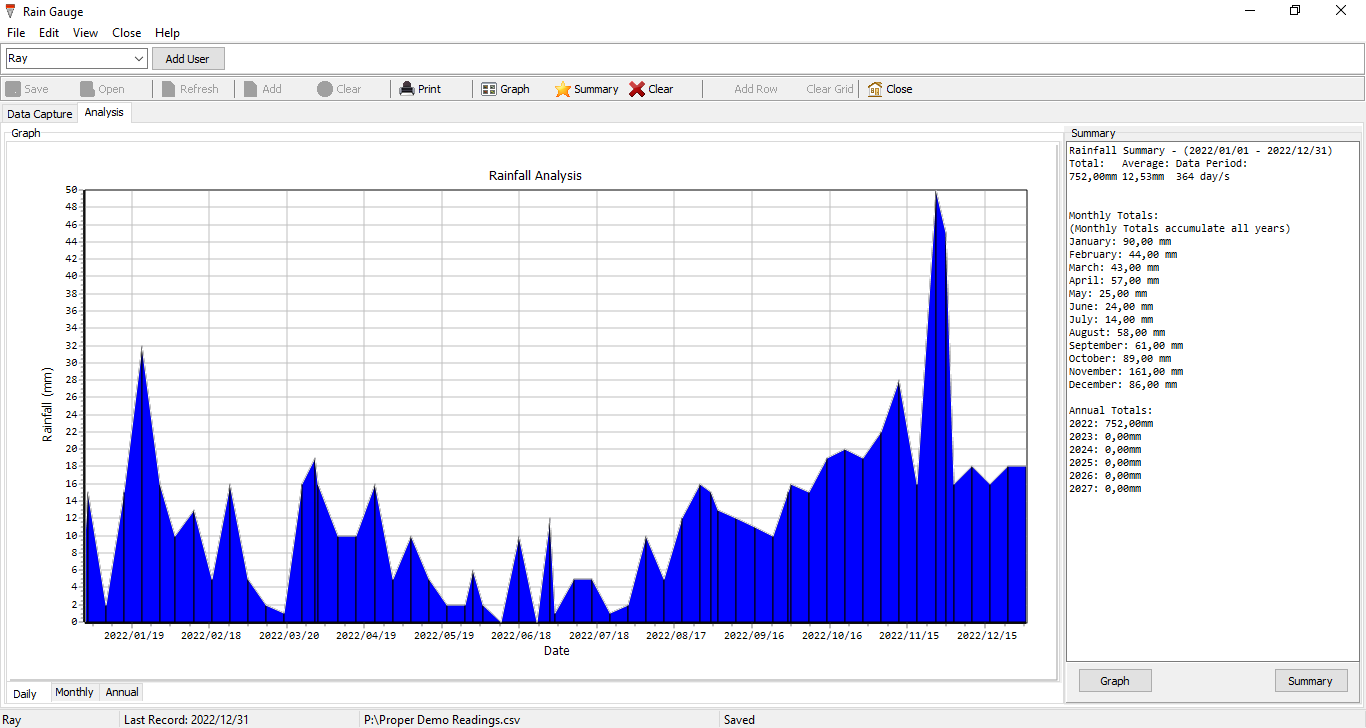 Rain Gauge
File Edit View Close Help
Ray Add User
Save Open Refresh Add Clear Print Graph Summary Clear Add Row Clear Grid Close
Data Capture Analysis
Graph
Rainfall Analysis
50
48
46
44
42
40
38
36
34
32
30
28
26
24
22
20
18
16
14
12
10
8
6
4
2
0
Rainfall (mm)
2022/01/19 2022/02/18 2022/03/20 2022/04/19 2022/05/19 2022/06/18 2022/07/18 2022/08/17 2022/09/16 2022/10/16 2022/11/15 2022/12/15
Date
Daily Monthly Annual
Summary
Rainfall Summary - (2022/01/01 - 2022/12/31)
Total: Average: Data Period:
752,00mm 12,53mm 364 day/s
Monthly Totals:
(Monthly Totals accumulate all years)
January: 90,00 mm
February: 44,00 mm
March: 43,00 mm
April: 57,00 mm
May: 25,00 mm
June: 24,00 mm
July: 14,00 mm
August: 58,00 mm
September: 61,00 mm
October: 89,00 mm
November: 161,00 mm
December: 86,00 mm
Annual Totals:
2022: 752,00mm
2023: 0,00mm
2024: 0,00mm
2025: 0,00mm
2026: 0,00mm
2027: 0,00mm
Graph Summary
Ray Last Record: 2022/12/31 P:\Proper Demo Readings.csv Saved